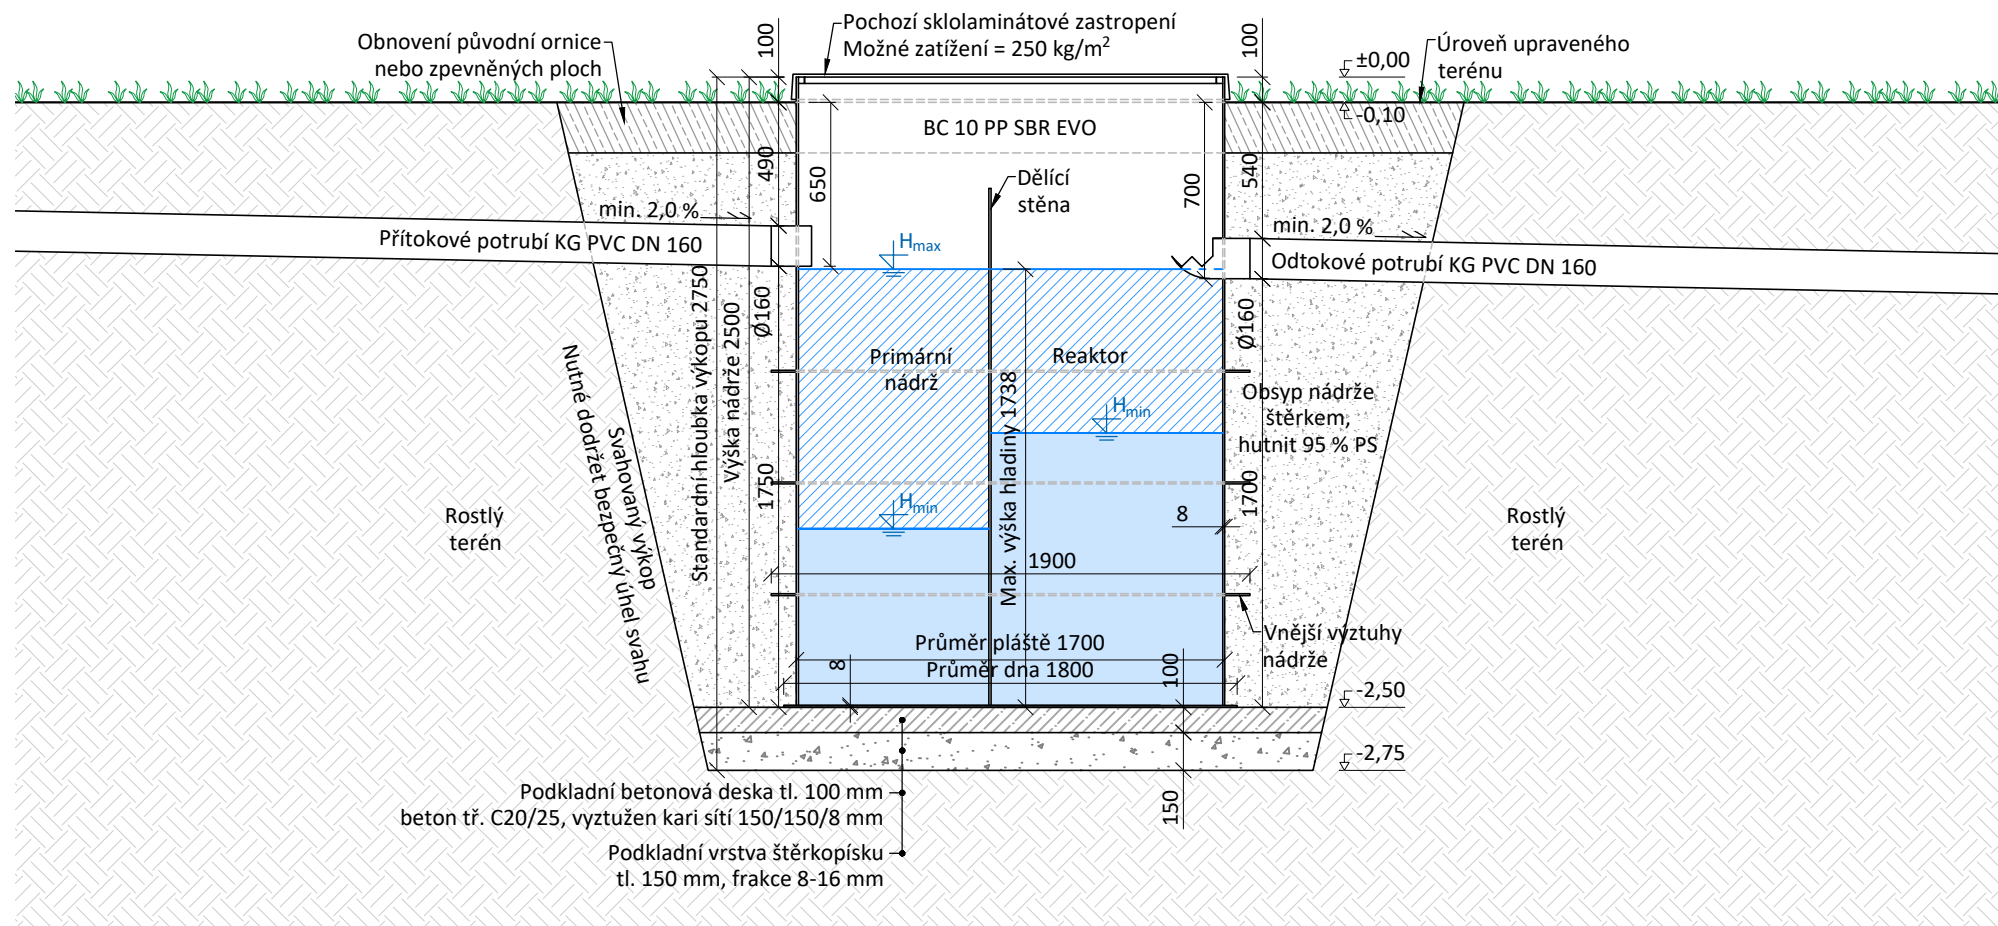 Pochozí sklolaminátové zastropení
Možné zatížení = 250 kg/m²
Obnovení původní ornice
nebo zpevněných ploch
100
100
Úroveň upraveného
terénu
±0,00
-0,10
BC 10 PP SBR EVO
490
650
Dělící
stěna
700
540
min. 2,0 %
min. 2,0 %
Přítokové potrubí KG PVC DN 160
Odtokové potrubí KG PVC DN 160
Hmax
Standardní hloubka výkopu 2750
Výška nádrže 2500
Ø160
Ø160
Primární
nádrž
Reaktor
Max. výška hladiny 1738
Hmin
Obsyp nádrže
štěrkem,
hutnit 95 % PS
Svahovaný výkop
Nutné dodržet bezpečný úhel svahu
1750
1700
Hmin
8
Rostlý
terén
Rostlý
terén
1900
Vnější výztuhy
nádrže
Průměr pláště 1700
Průměr dna 1800
8
100
-2,50
-2,75
150
Podkladní betonová deska tl. 100 mm
beton tř. C20/25, vyztužen kari sítí 150/150/8 mm
Podkladní vrstva štěrkopísku
tl. 150 mm, frakce 8-16 mm